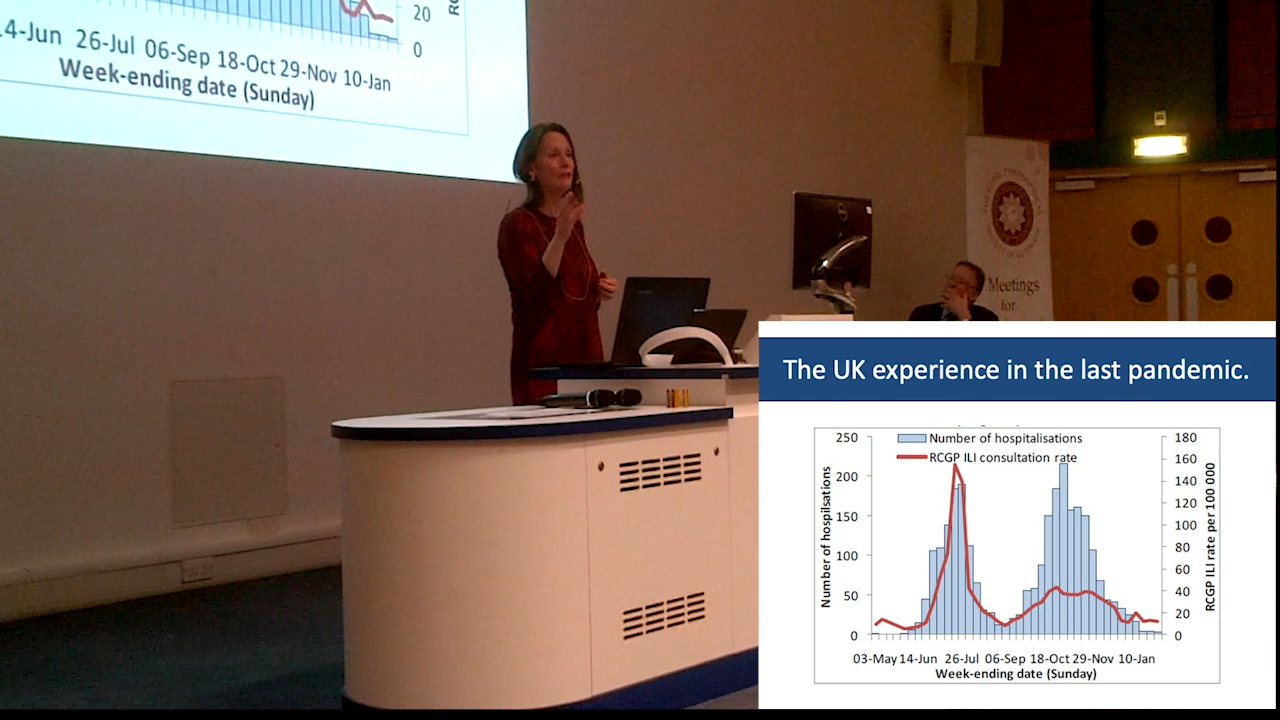 20
0
14-Jun 26-Jul 06-Sep 18-Oct 29-Nov 10-Jan
Week-ending date (Sunday)
Meetings
for
The UK experience in the last pandemic.
Number of hospitalisations
RCGP ILI consultation rate
250
200
150
100
50
0
Number of hospilsations
180
160
140
120
100
80
60
40
20
0
RCGP ILI rate per 100 000
03-May 14-Jun 26-Jul 06-Sep 18-Oct 29-Nov 10-Jan
Week-ending date (Sunday)